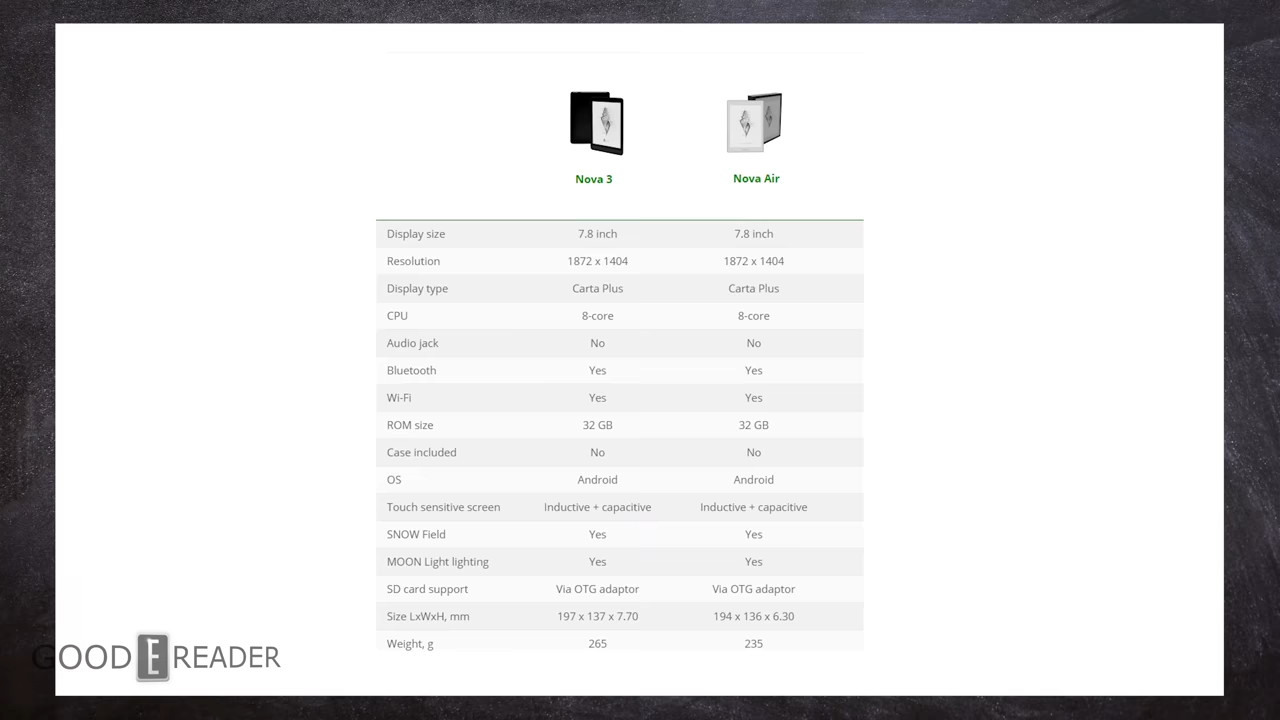 Nova 3 Nova Air
Display size 7.8 inch 7.8 inch
Resolution 1872 x 1404 1872 x 1404
Display type Carta Plus Carta Plus
CPU 8-core 8-core
Audio jack No No
Bluetooth Yes Yes
Wi-Fi Yes Yes
ROM size 32 GB 32 GB
Case included No No
OS Android Android
Touch sensitive screen Inductive + capacitive Inductive + capacitive
SNOW Field Yes Yes
MOON Light lighting Yes Yes
SD card support Via OTG adaptor Via OTG adaptor
Size LxWxH, mm 197 x 137 x 7.70 194 x 136 x 6.30
Weight, g 265 235
GOOD E READER